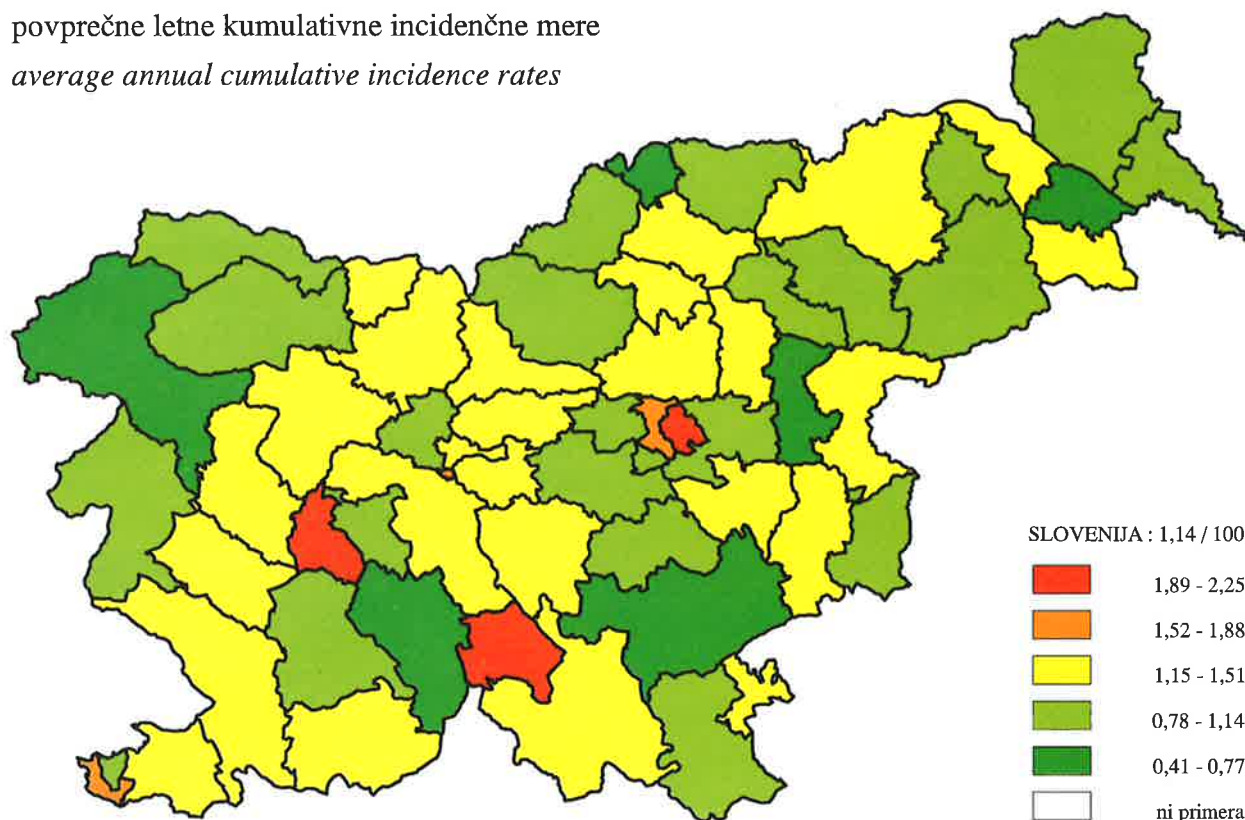 povprečne letne kumulativne incidenčne mere
average annual cumulative incidence rates
SLOVENIJA : 1,14 / 100
1,89 - 2,25
1,52 - 1,88
1,15 - 1,51
0,78 - 1,14
0,41 - 0,77
ni primera